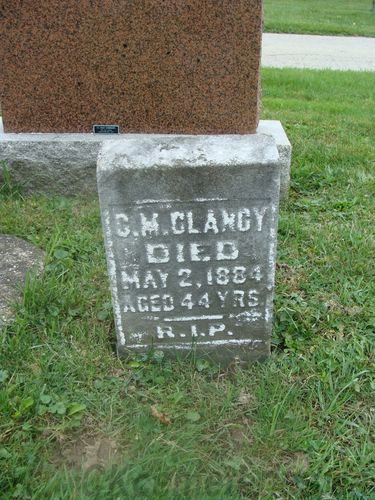 C.M. CLANCY
DIED
MAY 2, 1884
AGED 44 YRS
R.I.P.